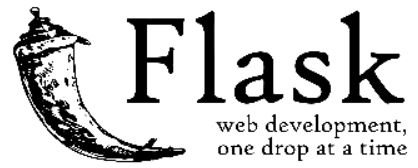 Flask
web development,
one drop at a time